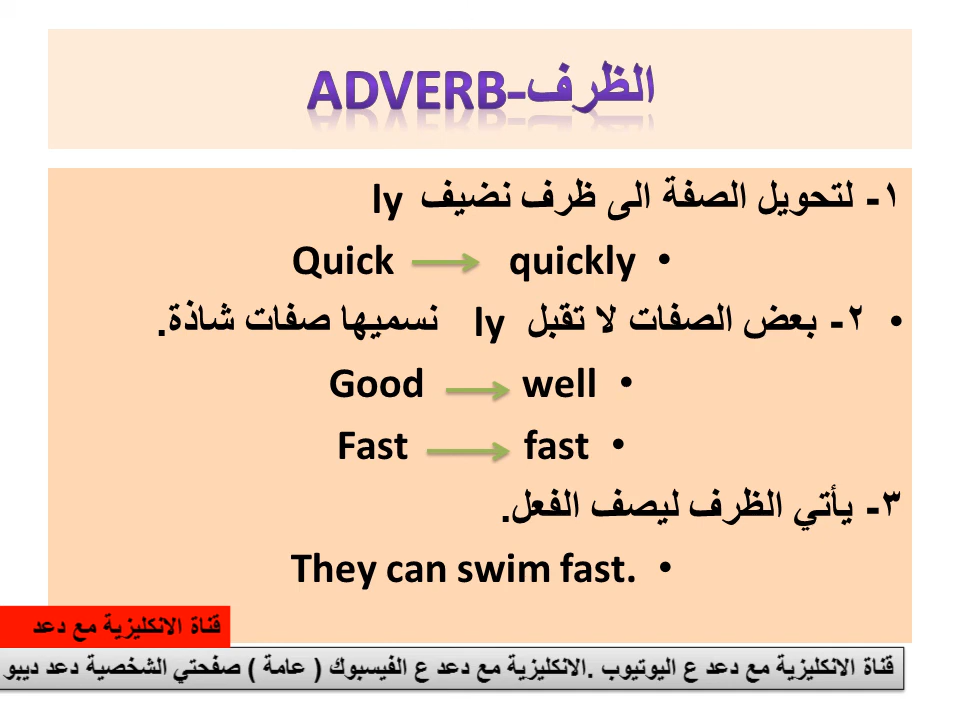 الظرف-ADVERB
١- لتحويل الصفة الى ظرف نضيف ly
• Quick quickly
• ٢- بعض الصفات لا تقبل ly نسميها صفات شاذة.
• Good well
• Fast fast
٣- يأتي الظرف ليصف الفعل.
• They can swim fast.
قناة الانكليزية مع دعد
قناة الانكليزية مع دعد ع اليوتيوب .الانكليزية مع دعد ع الفيسبوك ( عامة ) صفحتي الشخصية دعد ديبو